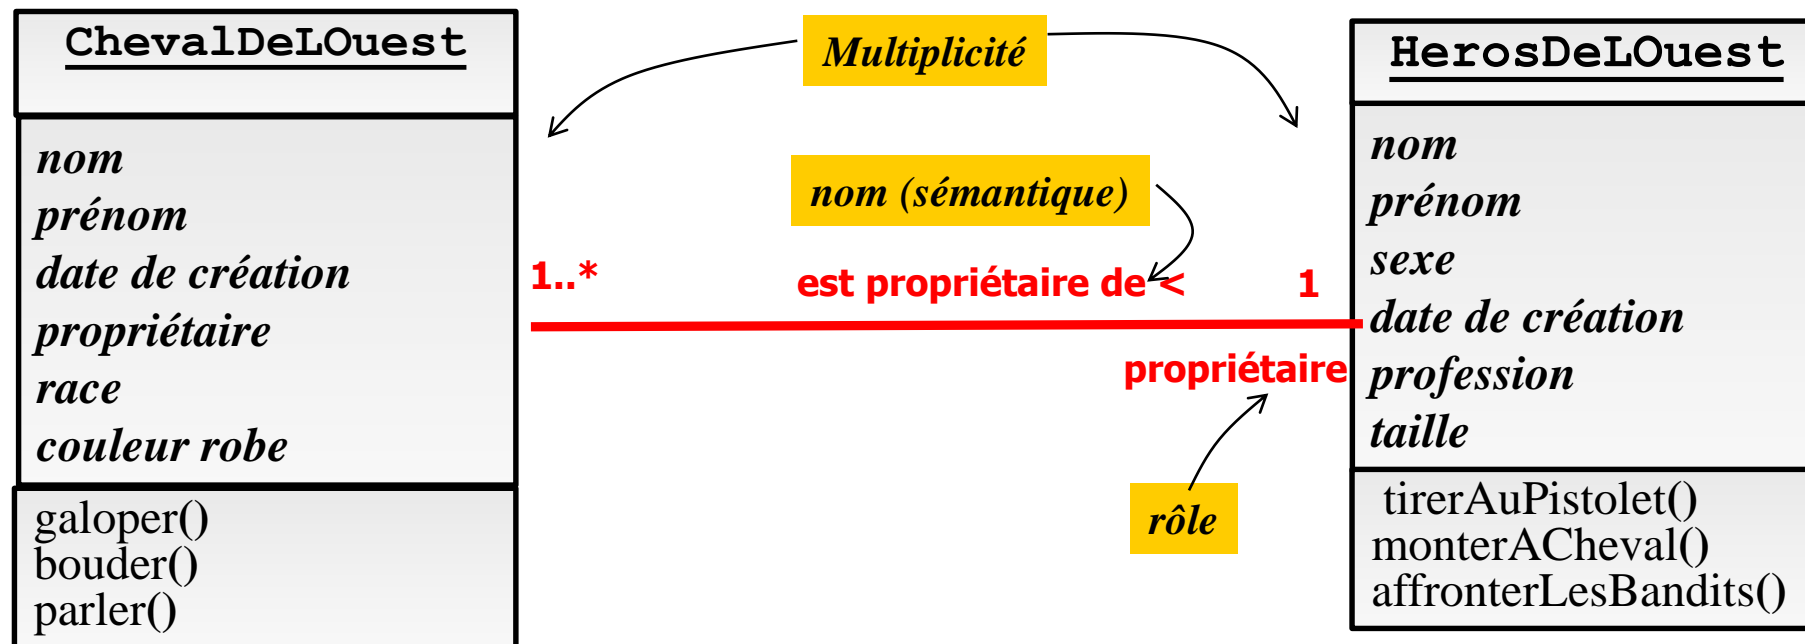 ChevalDeLOuest
nom
prénom
date de création
propriétaire
race
couleur robe
galoper()
bouder()
parler()
Multiplicité
nom (sémantique)
1..*
est propriétaire de <
1
propriétaire
rôle
HerosDeLOuest
nom
prénom
sexe
date de création
profession
taille
tirerAuPistolet()
monterACheval()
affronterLesBandits()